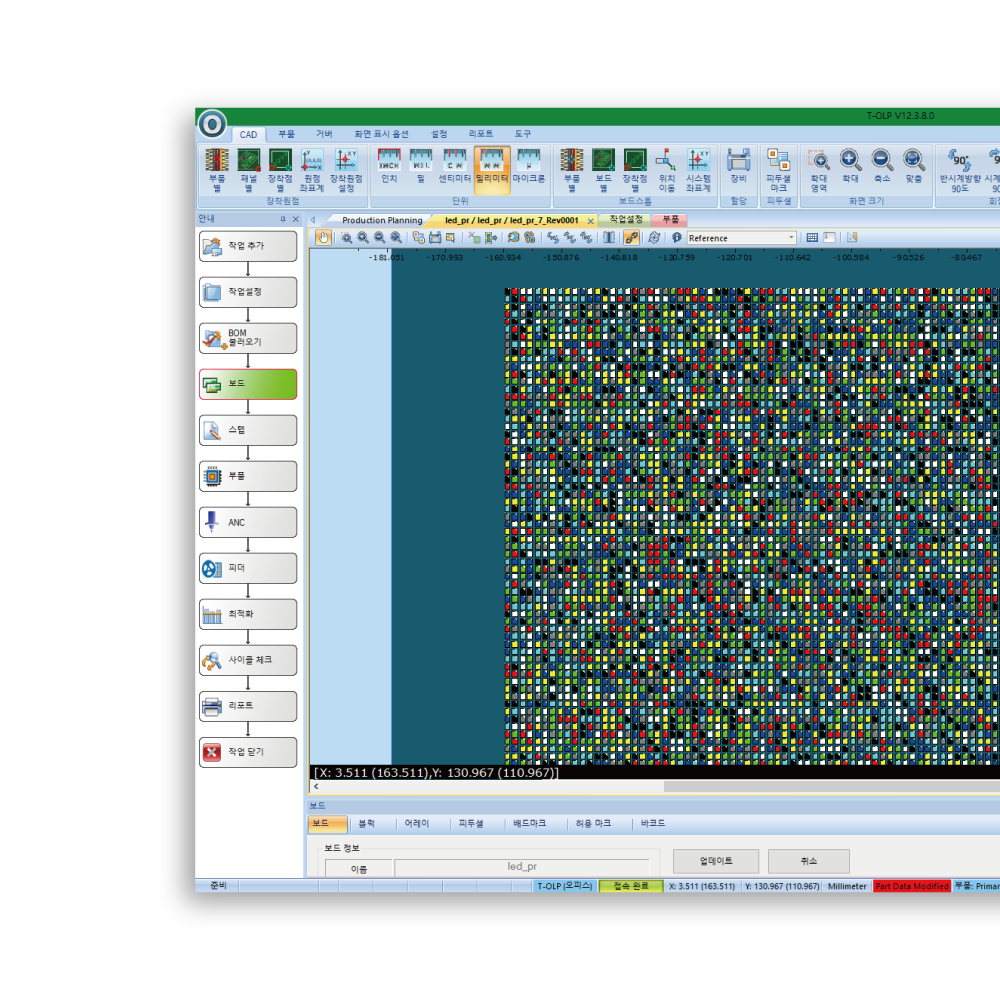 T-OLP V12.3.8.0
CAD 부품 거버 화면 표시 옵션 설정 리포트 도구
부품별 패널별 장착점별 원점 좌표계 장착원점 설정
인치 밀 센티미터 밀리미터 마이크론
부품별 보드별 장착점별 위치 이동 시스템 좌표계
장비
피두셜 마크
확대 영역 확대 축소 맞춤
반시계방향 90도
장착원점 단위 보드스톱 할당 피두셜 화면 크기
안내
Production Planning led_pr / led_pr / led_pr_7_Rev0001 작업설정 부품
Reference
-181.051 -170.993 -160.934 -150.876 -140.818 -130.759 -120.701 -110.642 -100.584 -90.526 -80.467
작업 추가
작업설정
BOM
불러오기
보드
스텝
부품
ANC
피더
최적화
사이클 체크
리포트
작업 닫기
[X: 3.511 (163.511),Y: 130.967 (110.967)]
보드
보드 블럭 어레이 피두셜 배드마크 허용 마크 바코드
보드 정보
이름 led_pr
업데이트 취소
준비 T-OLP (오피스) 접속 완료 X: 3.511 (163.511) Y: 130.967 (110.967) Millimeter Part Data Modified 부품: Primar